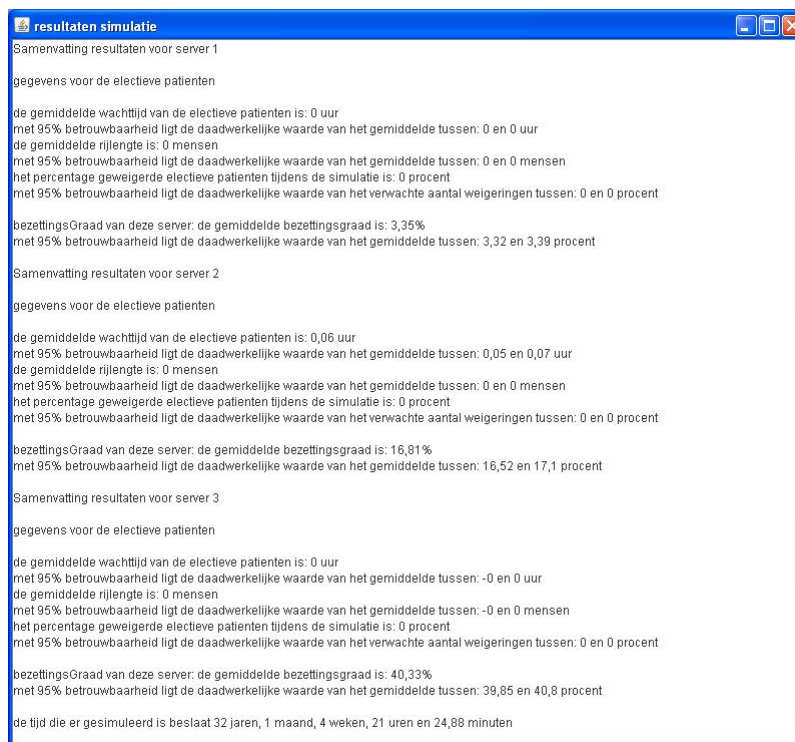 resultaten simulatie
Samenvatting resultaten voor server 1
gegevens voor de electieve patienten
de gemiddelde wachttijd van de electieve patienten is: 0 uur
met 95% betrouwbaarheid ligt de daadwerkelijke waarde van het gemiddelde tussen: 0 en 0 uur
de gemiddelde rijlengte is: 0 mensen
met 95% betrouwbaarheid ligt de daadwerkelijke waarde van het gemiddelde tussen: 0 en 0 mensen
het percentage geweigerde electieve patienten tijdens de simulatie is: 0 procent
met 95% betrouwbaarheid ligt de daadwerkelijke waarde van het verwachte aantal weigeringen tussen: 0 en 0 procent
bezettingsGraad van deze server: de gemiddelde bezettingsgraad is: 3,35%
met 95% betrouwbaarheid ligt de daadwerkelijke waarde van het gemiddelde tussen: 3,32 en 3,39 procent
Samenvatting resultaten voor server 2
gegevens voor de electieve patienten
de gemiddelde wachttijd van de electieve patienten is: 0,06 uur
met 95% betrouwbaarheid ligt de daadwerkelijke waarde van het gemiddelde tussen: 0,05 en 0,07 uur
de gemiddelde rijlengte is: 0 mensen
met 95% betrouwbaarheid ligt de daadwerkelijke waarde van het gemiddelde tussen: 0 en 0 mensen
het percentage geweigerde electieve patienten tijdens de simulatie is: 0 procent
met 95% betrouwbaarheid ligt de daadwerkelijke waarde van het verwachte aantal weigeringen tussen: 0 en 0 procent
bezettingsGraad van deze server: de gemiddelde bezettingsgraad is: 16,81%
met 95% betrouwbaarheid ligt de daadwerkelijke waarde van het gemiddelde tussen: 16,52 en 17,1 procent
Samenvatting resultaten voor server 3
gegevens voor de electieve patienten
de gemiddelde wachttijd van de electieve patienten is: 0 uur
met 95% betrouwbaarheid ligt de daadwerkelijke waarde van het gemiddelde tussen: -0 en 0 uur
de gemiddelde rijlengte is: 0 mensen
met 95% betrouwbaarheid ligt de daadwerkelijke waarde van het gemiddelde tussen: -0 en 0 mensen
het percentage geweigerde electieve patienten tijdens de simulatie is: 0 procent
met 95% betrouwbaarheid ligt de daadwerkelijke waarde van het verwachte aantal weigeringen tussen: 0 en 0 procent
bezettingsGraad van deze server: de gemiddelde bezettingsgraad is: 40,33%
met 95% betrouwbaarheid ligt de daadwerkelijke waarde van het gemiddelde tussen: 39,85 en 40,8 procent
de tijd die er gesimuleerd is beslaat 32 jaren, 1 maand, 4 weken, 21 uren en 24,88 minuten